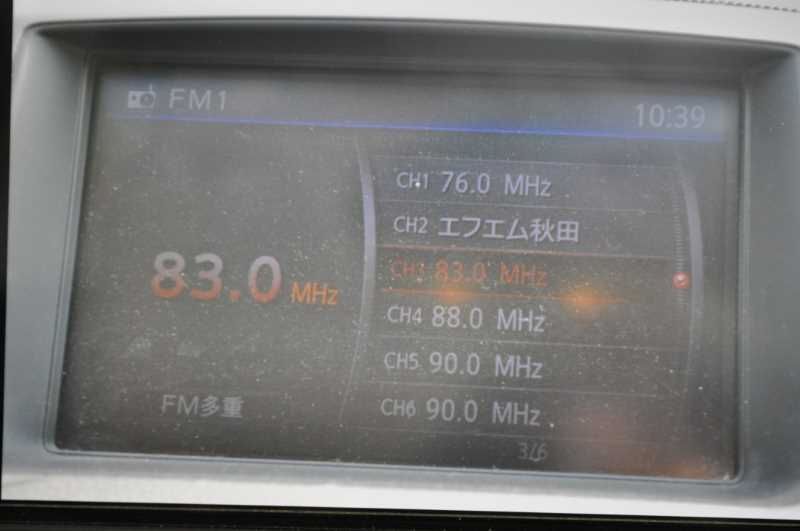 FM1
10:39
CH1 76.0 MHz
CH2 エフエム秋田
CH3 83.0 MHz
83.0 MHz
CH4 88.0 MHz
CH5 90.0 MHz
FM多重
CH6 90.0 MHz
3/6